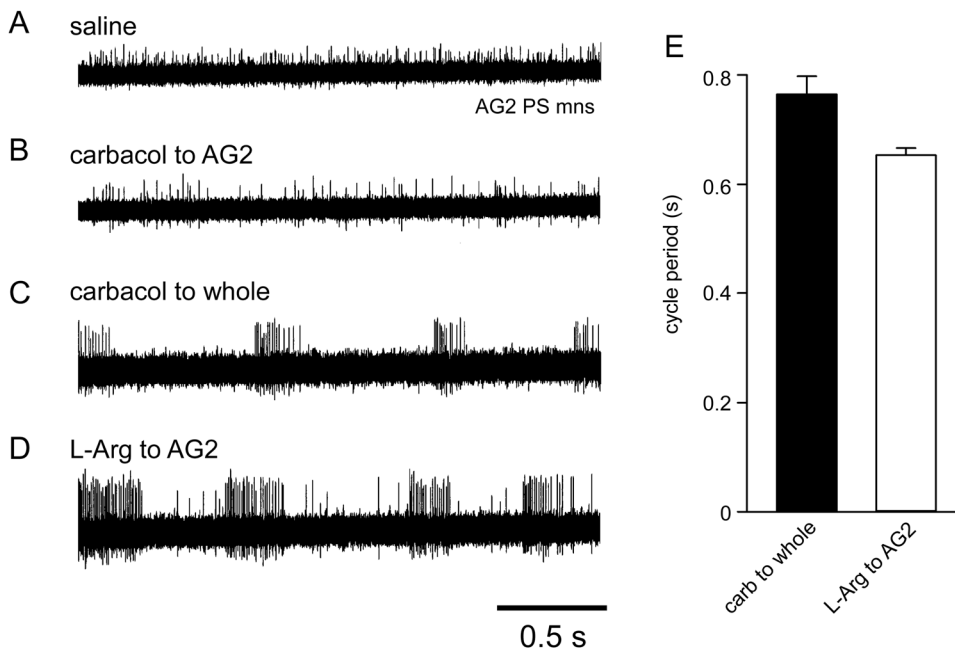 A
saline
AG2 PS mns
B
carbacol to AG2
C
carbacol to whole
D
L-Arg to AG2
0.5 s
E
cycle period (s)
0.8
0.6
0.4
0.2
0
carb to whole
L-Arg to AG2